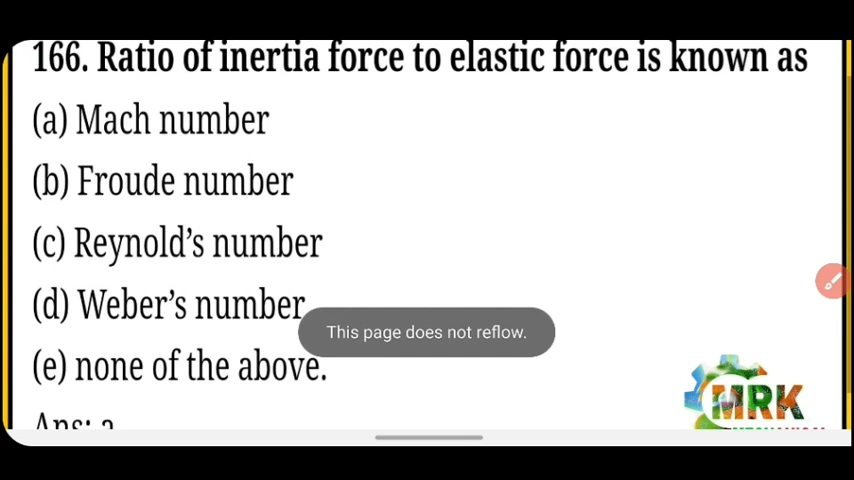 166. Ratio of inertia force to elastic force is known as
(a) Mach number
(b) Froude number
(c) Reynold's number
(d) Weber's number
This page does not reflow.
(e) none of the above.
MRK
Ans: a